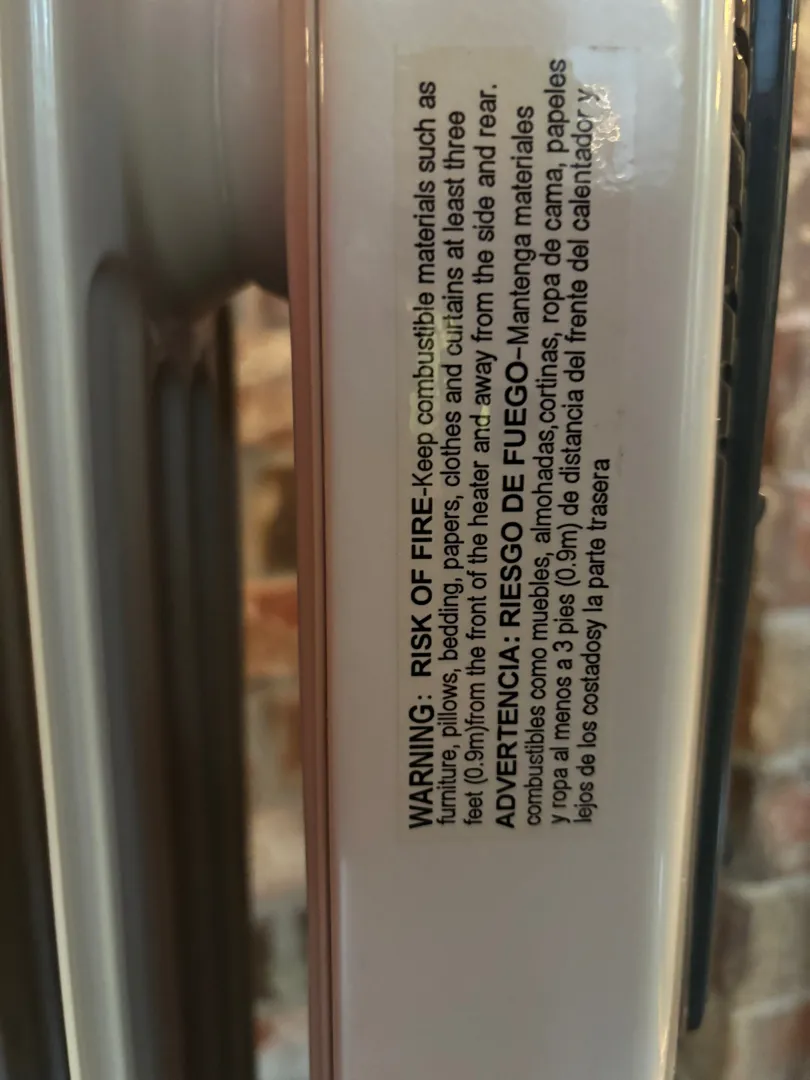 WARNING: RISK OF FIRE-Keep combustible materials such as
furniture, pillows, bedding, papers, clothes and curtains at least three
feet (0.9m)from the front of the heater and away from the side and rear.
ADVERTENCIA: RIESGO DE FUEGO-Mantenga materiales
combustibles como muebles, almohadas,cortinas, ropa de cama, papeles
y ropa al menos a 3 pies (0.9m) de distancia del frente del calentador y
lejos de los costadosy la parte trasera